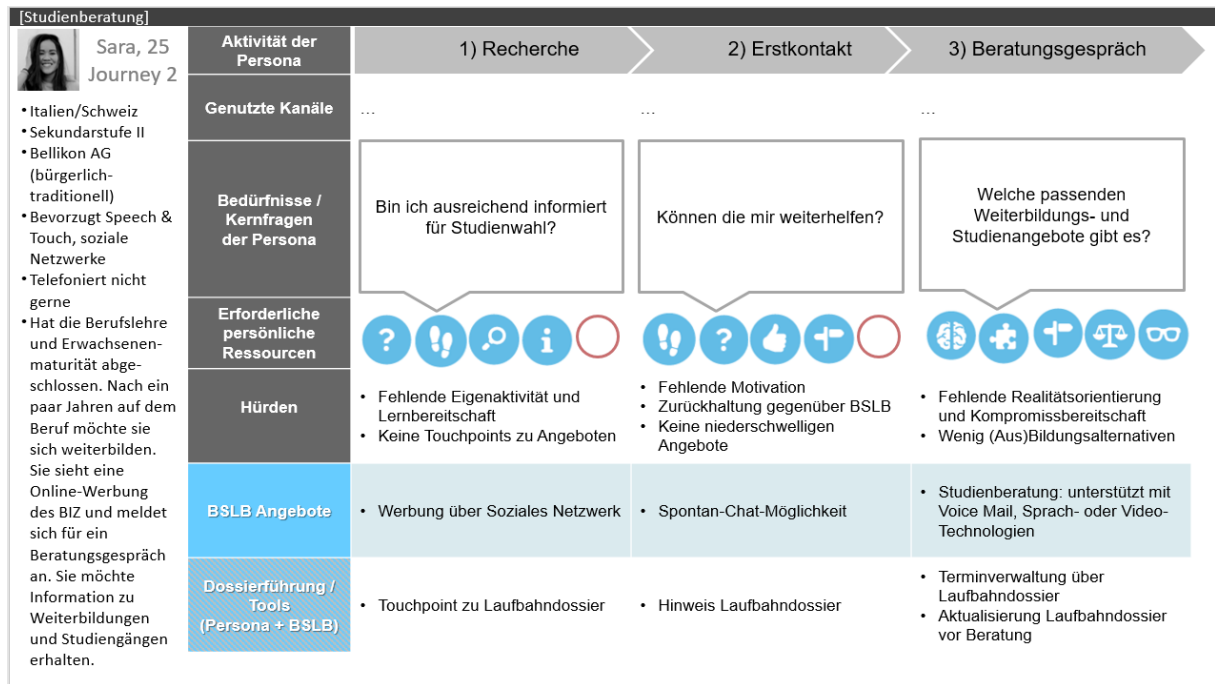 [Studienberatung]
Sara, 25
Journey 2
• Italien/Schweiz
• Sekundarstufe II
• Bellikon AG
(bürgerlich-
traditionell)
• Bevorzugt Speech &
Touch, soziale
Netzwerke
• Telefoniert nicht
gerne
• Hat die Berufslehre
und Erwachsenen-
maturität abge-
schlossen. Nach ein
paar Jahren auf dem
Beruf möchte sie
sich weiterbilden.
Sie sieht eine
Online-Werbung
des BIZ und meldet
sich für ein
Beratungsgespräch
an. Sie möchte
Information zu
Weiterbildungen
und Studiengängen
erhalten.
Aktivität der
Persona
1) Recherche
2) Erstkontakt
3) Beratungsgespräch
Genutzte Kanäle
...
...
...
Bedürfnisse /
Kernfragen
der Persona
Bin ich ausreichend informiert
für Studienwahl?
Können die mir weiterhelfen?
Welche passenden
Weiterbildungs- und
Studienangebote gibt es?
Erforderliche
persönliche
Ressourcen
?
i
?
Hürden
• Fehlende Eigenaktivität und
Lernbereitschaft
• Keine Touchpoints zu Angeboten
• Fehlende Motivation
• Zurückhaltung gegenüber BSLB
• Keine niederschwelligen
Angebote
• Fehlende Realitätsorientierung
und Kompromissbereitschaft
• Wenig (Aus)Bildungsalternativen
BSLB Angebote
• Werbung über Soziales Netzwerk
• Spontan-Chat-Möglichkeit
• Studienberatung: unterstützt mit
Voice Mail, Sprach- oder Video-
Technologien
Dossierführung /
Tools
(Persona + BSLB)
• Touchpoint zu Laufbahndossier
• Hinweis Laufbahndossier
• Terminverwaltung über
Laufbahndossier
• Aktualisierung Laufbahndossier
vor Beratung